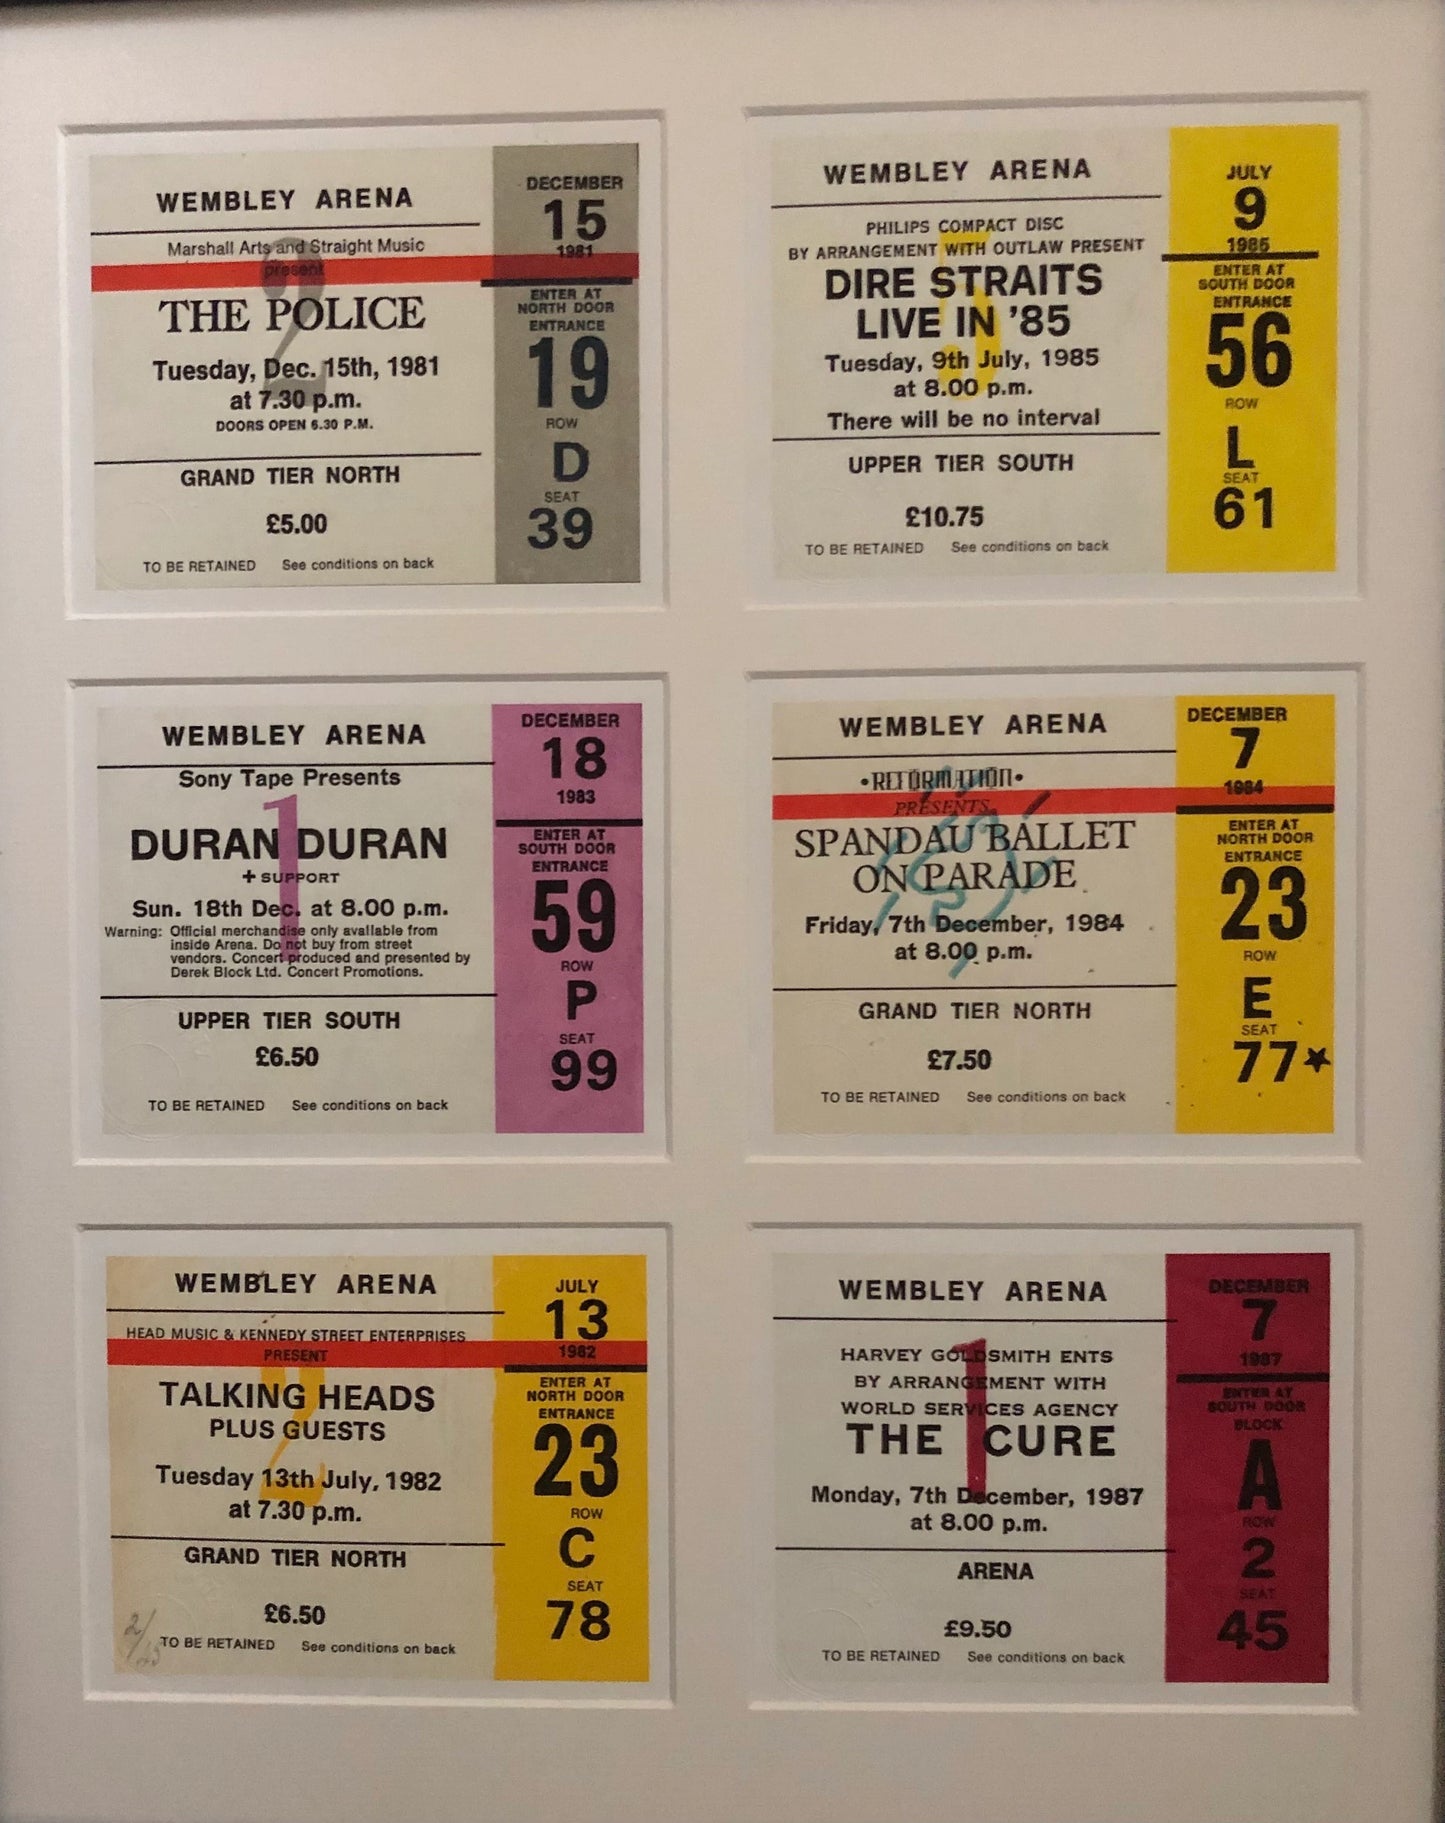 WEMBLEY ARENA
Marshall Arts and Straight Music
present
THE POLICE
Tuesday, Dec. 15th, 1981
at 7.30 p.m.
DOORS OPEN 6.30 P.M.
GRAND TIER NORTH
£5.00
TO BE RETAINED See conditions on back
2
DECEMBER
15
1981
ENTER AT
NORTH DOOR
ENTRANCE
19
ROW
D
SEAT
39
WEMBLEY ARENA
PHILIPS COMPACT DISC
BY ARRANGEMENT WITH OUTLAW PRESENT
DIRE STRAITS
LIVE IN '85
Tuesday, 9th July, 1985
at 8.00 p.m.
There will be no interval
UPPER TIER SOUTH
£10.75
TO BE RETAINED See conditions on back
JULY
9
1985
ENTER AT
SOUTH DOOR
ENTRANCE
56
ROW
L
SEAT
61
WEMBLEY ARENA
Sony Tape Presents
DURAN DURAN
+ SUPPORT
Sun. 18th Dec. at 8.00 p.m.
Warning: Official merchandise only available from
inside Arena. Do not buy from street
vendors. Concert produced and presented by
Derek Block Ltd. Concert Promotions.
UPPER TIER SOUTH
£6.50
TO BE RETAINED See conditions on back
1
DECEMBER
18
1983
ENTER AT
SOUTH DOOR
ENTRANCE
59
ROW
P
SEAT
99
WEMBLEY ARENA
•REFORMATION•
PRESENTS
SPANDAU BALLET
ON PARADE
Friday, 7th December, 1984
at 8.00 p.m.
GRAND TIER NORTH
£7.50
TO BE RETAINED See conditions on back
DECEMBER
7
1984
ENTER AT
NORTH DOOR
ENTRANCE
23
ROW
E
SEAT
77★
WEMBLEY ARENA
HEAD MUSIC & KENNEDY STREET ENTERPRISES
PRESENT
TALKING HEADS
PLUS GUESTS
Tuesday 13th July, 1982
at 7.30 p.m.
GRAND TIER NORTH
£6.50
TO BE RETAINED See conditions on back
2
JULY
13
1982
ENTER AT
NORTH DOOR
ENTRANCE
23
ROW
C
SEAT
78
WEMBLEY ARENA
HARVEY GOLDSMITH ENTS
BY ARRANGEMENT WITH
WORLD SERVICES AGENCY
THE CURE
Monday, 7th December, 1987
at 8.00 p.m.
ARENA
£9.50
TO BE RETAINED See conditions on back
1
DECEMBER
7
1987
ENTER AT
SOUTH DOOR
BLOCK
A
ROW
2
SEAT
45